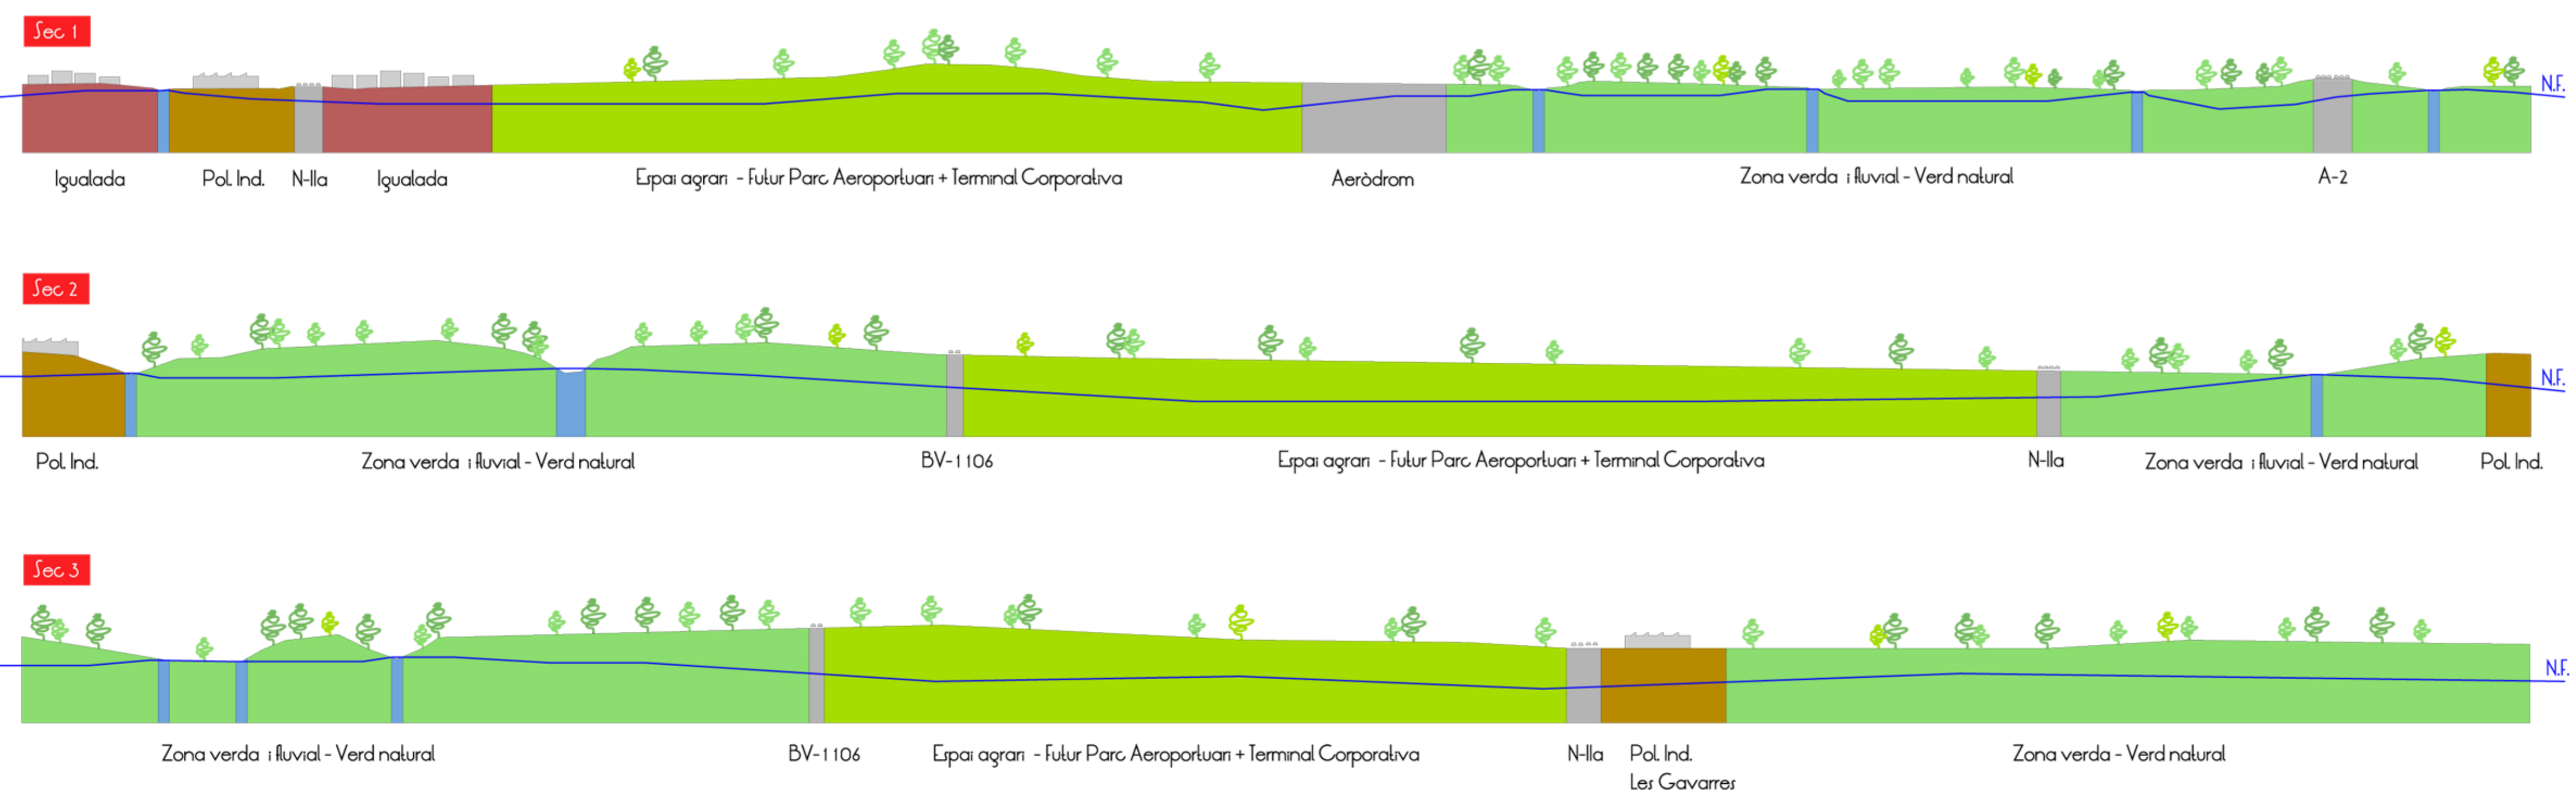 Sec 1
N.F.
Igualada Pol. Ind. N-IIa Igualada Espai agrari - Futur Parc Aeroportuari + Terminal Corporativa Aeròdrom Zona verda i fluvial - Verd natural A-2
Sec 2
N.F.
Pol. Ind. Zona verda i fluvial - Verd natural BV-1106 Espai agrari - Futur Parc Aeroportuari + Terminal Corporativa N-IIa Zona verda i fluvial - Verd natural Pol. Ind.
Sec 3
N.F.
Zona verda i fluvial - Verd natural BV-1106 Espai agrari - Futur Parc Aeroportuari + Terminal Corporativa N-IIa Pol. Ind. Zona verda - Verd natural
Les Gavarres